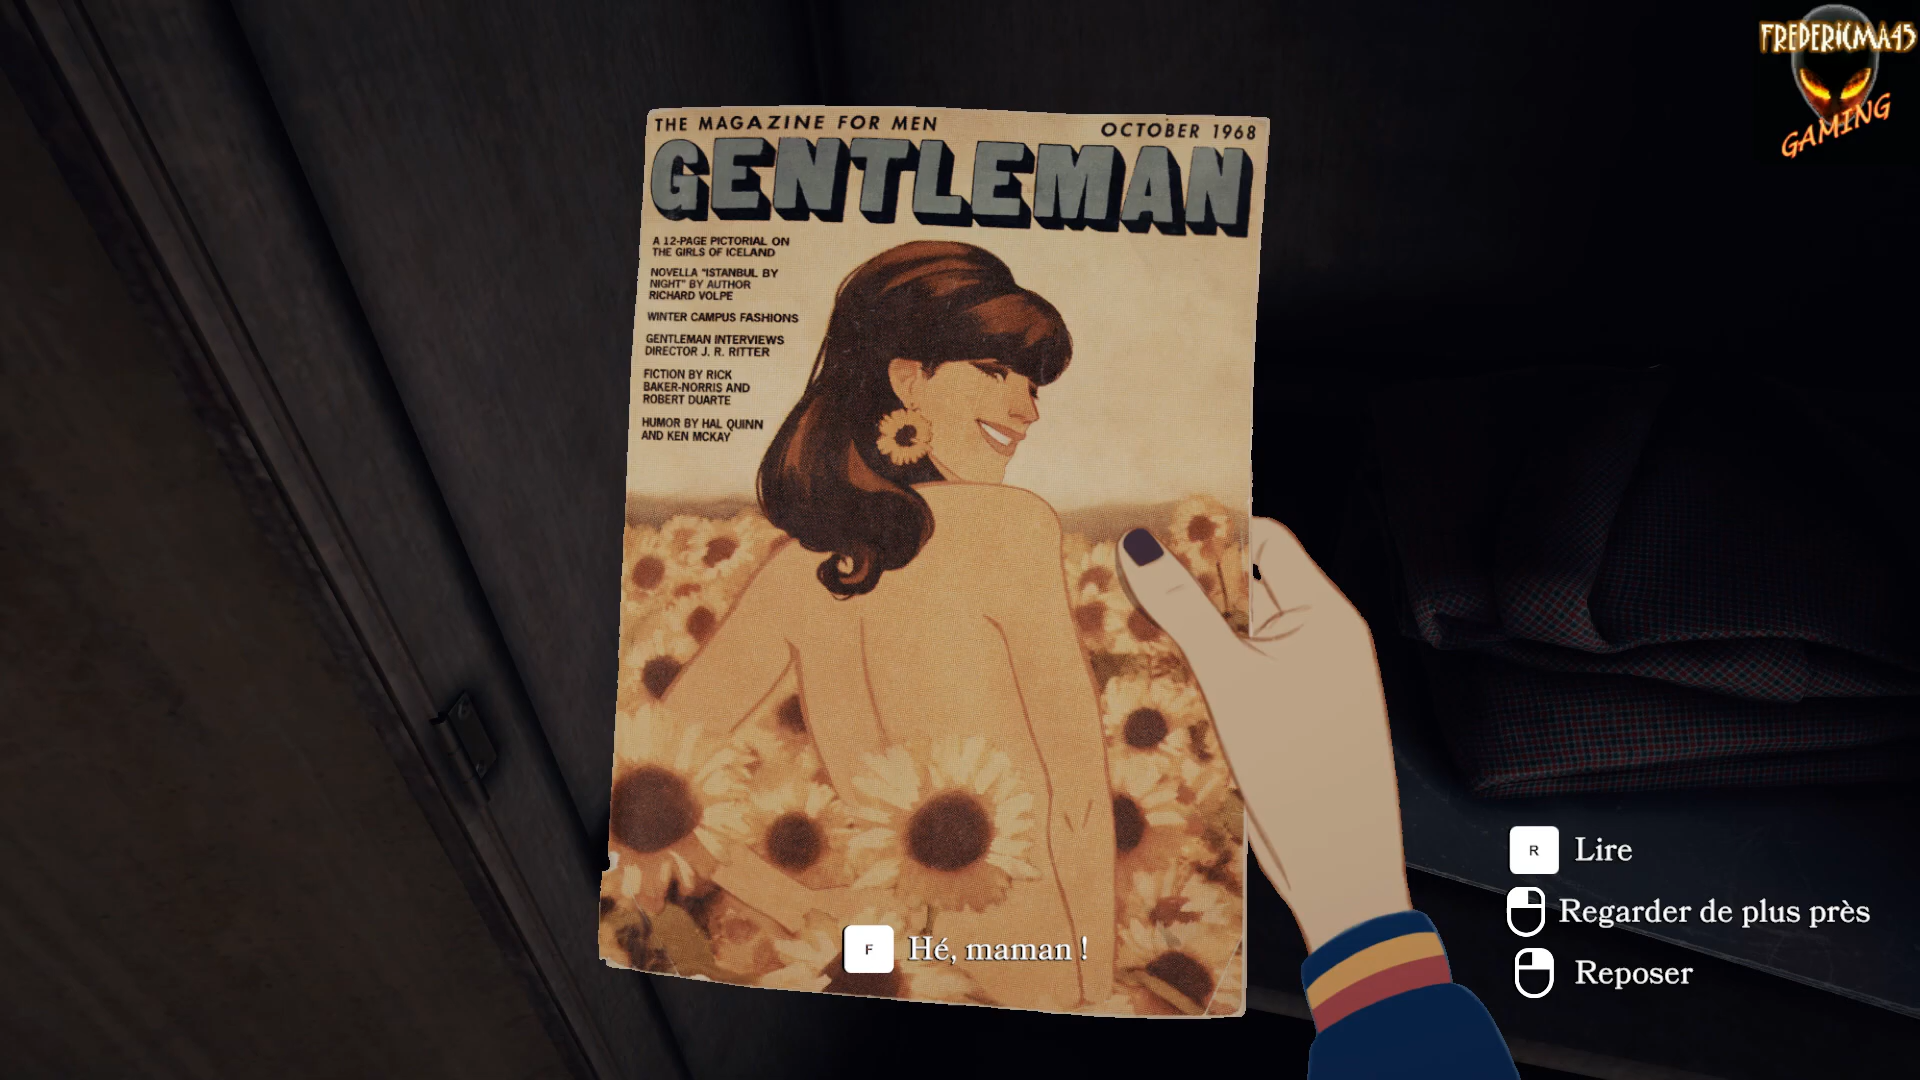 FREDERICMA45
GAMING
THE MAGAZINE FOR MEN
OCTOBER 1968
GENTLEMAN
A 12-PAGE PICTORIAL ON
THE GIRLS OF ICELAND
NOVELLA "ISTANBUL BY
NIGHT" BY AUTHOR
RICHARD VOLPE
WINTER CAMPUS FASHIONS
GENTLEMAN INTERVIEWS
DIRECTOR J. R. RITTER
FICTION BY RICK
BAKER-NORRIS AND
ROBERT DUARTE
HUMOR BY HAL QUINN
AND KEN MCKAY
F Hé, maman !
R Lire
Regarder de plus près
Reposer